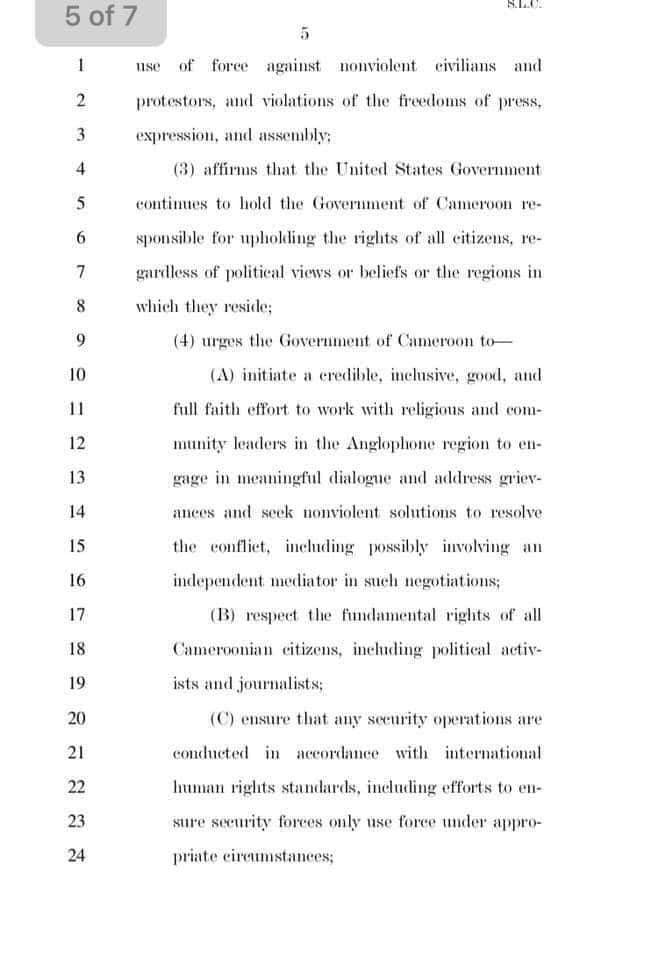 5 of 7
S.L.C.
5
1 use of force against nonviolent civilians and
2 protestors, and violations of the freedoms of press,
3 expression, and assembly;
4 (3) affirms that the United States Government
5 continues to hold the Government of Cameroon re-
6 sponsible for upholding the rights of all citizens, re-
7 gardless of political views or beliefs or the regions in
8 which they reside;
9 (4) urges the Government of Cameroon to—
10 (A) initiate a credible, inclusive, good, and
11 full faith effort to work with religious and com-
12 munity leaders in the Anglophone region to en-
13 gage in meaningful dialogue and address griev-
14 ances and seek nonviolent solutions to resolve
15 the conflict, including possibly involving an
16 independent mediator in such negotiations;
17 (B) respect the fundamental rights of all
18 Cameroonian citizens, including political activ-
19 ists and journalists;
20 (C) ensure that any security operations are
21 conducted in accordance with international
22 human rights standards, including efforts to en-
23 sure security forces only use force under appro-
24 priate circumstances;